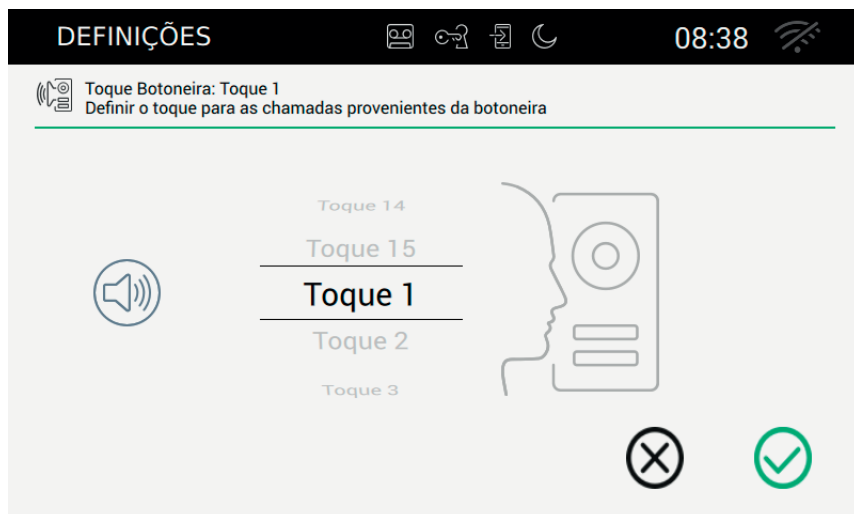 DEFINIÇÕES 08:38
Toque Botoneira: Toque 1
Definir o toque para as chamadas provenientes da botoneira
Toque 14
Toque 15
Toque 1
Toque 2
Toque 3